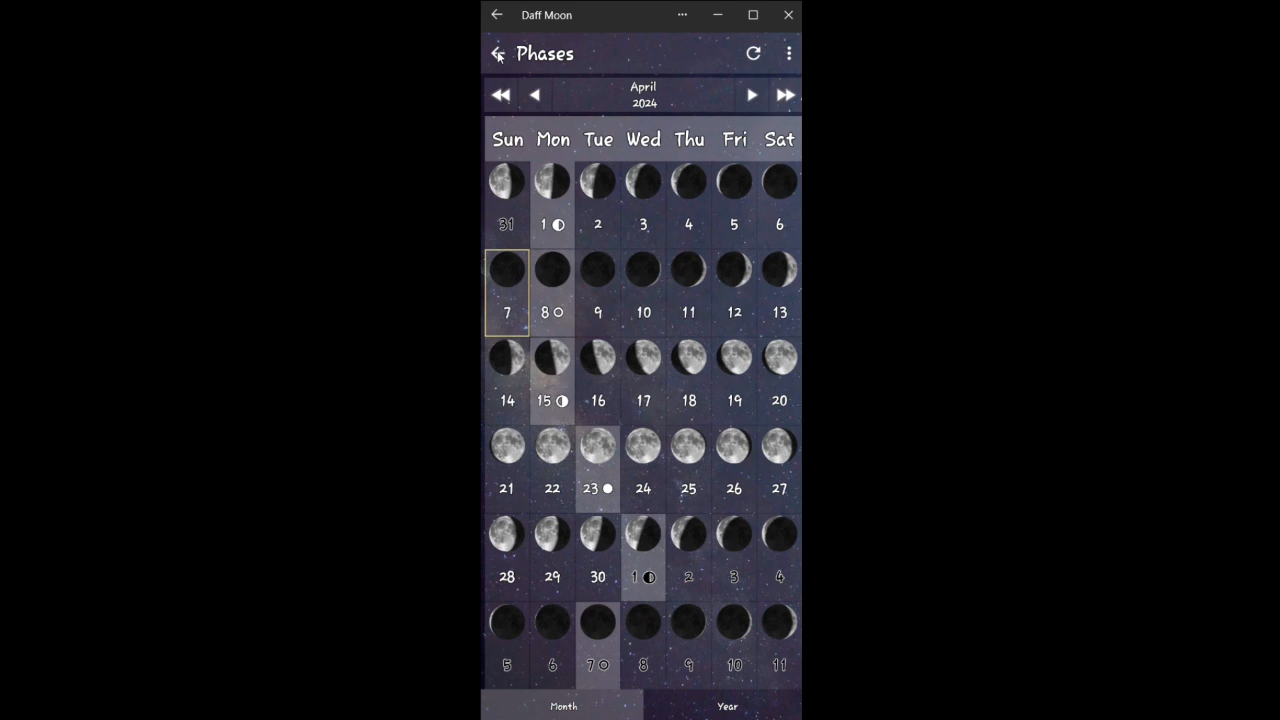 Daff Moon
Phases
April
2024
Sun Mon Tue Wed Thu Fri Sat
31 1 2 3 4 5 6
7 8 9 10 11 12 13
14 15 16 17 18 19 20
21 22 23 24 25 26 27
28 29 30 1 2 3 4
5 6 7 8 9 10 11
Month Year